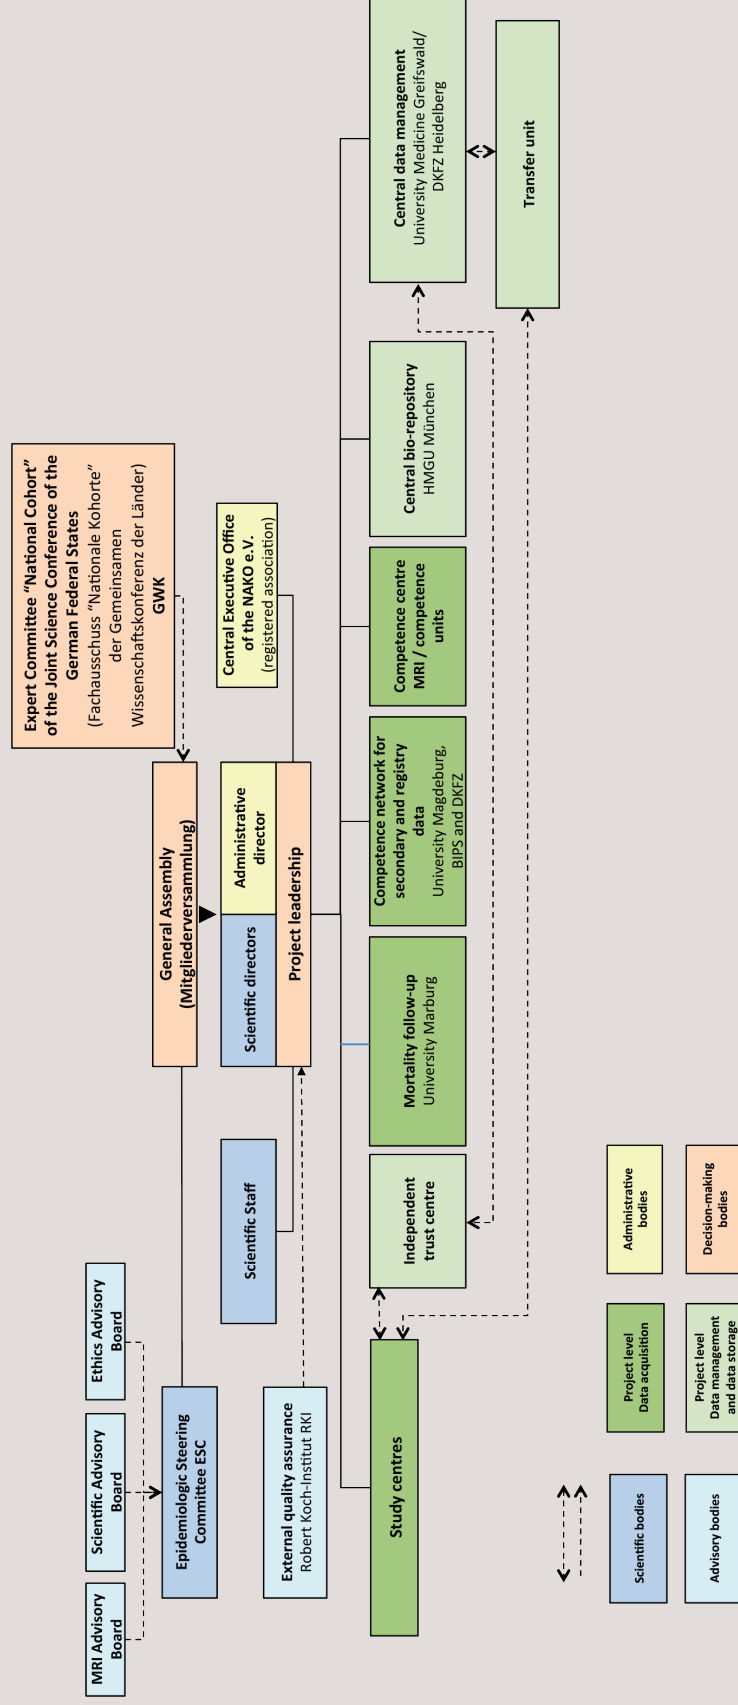 Expert Committee “National Cohort”
of the Joint Science Conference of the
German Federal States
(Fachausschuss “Nationale Kohorte”
der Gemeinsamen
Wissenschaftskonferenz der Länder)
GWK
MRI Advisory
Board
Scientific Advisory
Board
Ethics Advisory
Board
Epidemiologic Steering
Committee ESC
General Assembly
(Mitgliederversammlung)
Scientific Staff
Scientific directors
Administrative
director
Project leadership
Central Executive Office
of the NAKO e.V.
(registered association)
External quality assurance
Robert Koch-Institut RKI
Study centres
Independent
trust centre
Mortality follow-up
University Marburg
Competence network for
secondary and registry
data
University Magdeburg,
BIPS and DKFZ
Competence centre
MRI / competence
units
Central bio-repository
HMGU München
Central data management
University Medicine Greifswald/
DKFZ Heidelberg
Transfer unit
Scientific bodies
Project level
Data acquisition
Administrative
bodies
Advisory bodies
Project level
Data management
and data storage
Decision-making
bodies